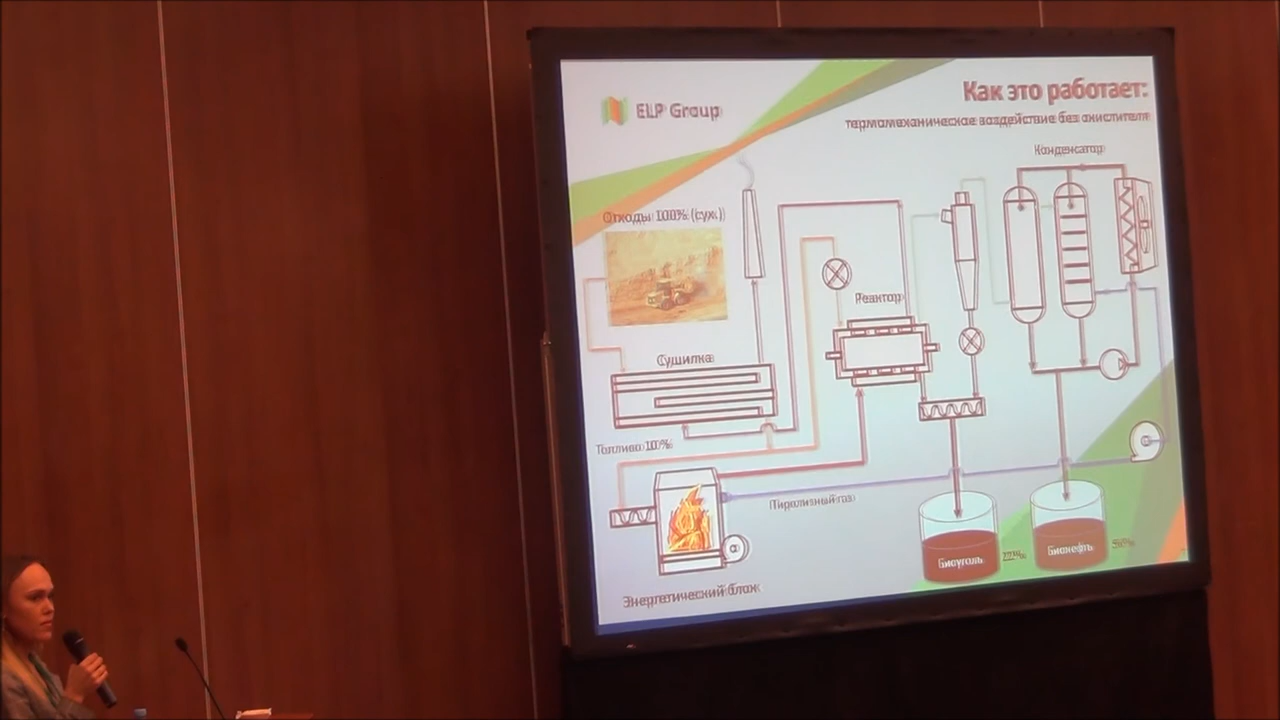 ELP Group
Как это работает:
термомеханическое воздействие без окислителя
Конденсатор
Отходы 100% (сух.)
Реактор
Сушилка
Топливо 10%
Пиролизный газ
Биоуголь 22%
Бионефть
Энергетический блок